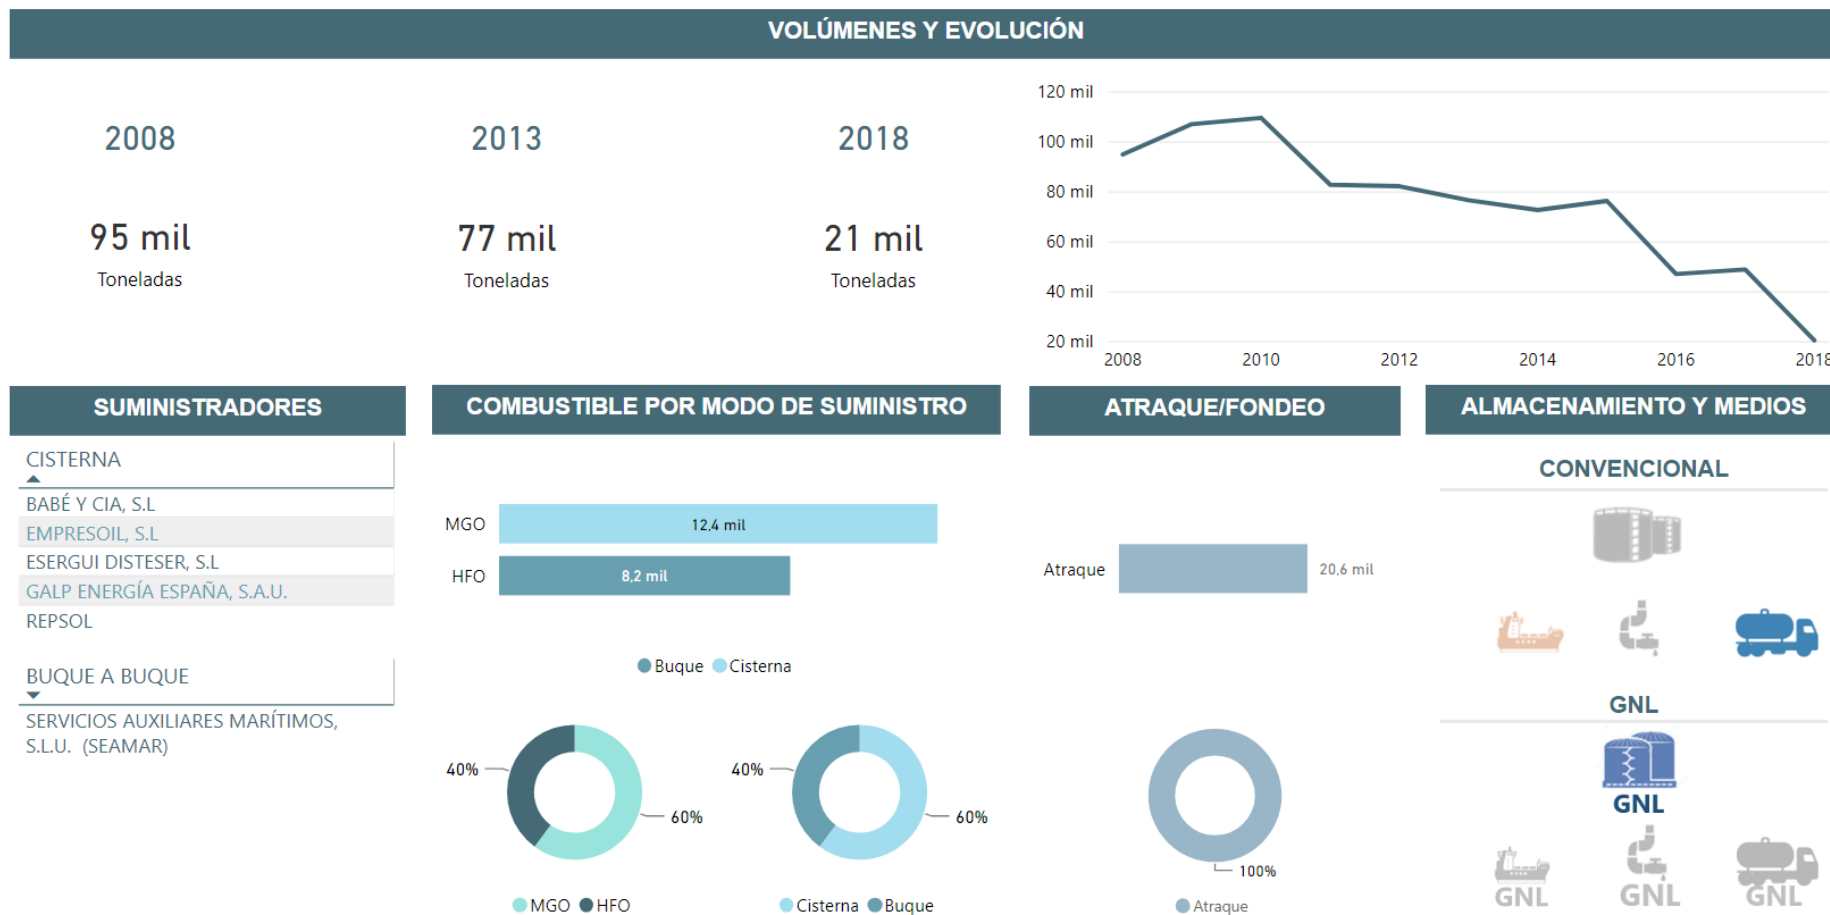 VOLÚMENES Y EVOLUCIÓN
2008
95 mil
Toneladas
2013
77 mil
Toneladas
2018
21 mil
Toneladas
120 mil
100 mil
80 mil
60 mil
40 mil
20 mil
2008 2010 2012 2014 2016 2018
SUMINISTRADORES
CISTERNA
BABÉ Y CIA, S.L
EMPRESOIL, S.L
ESERGUI DISTESER, S.L
GALP ENERGÍA ESPAÑA, S.A.U.
REPSOL
BUQUE A BUQUE
SERVICIOS AUXILIARES MARÍTIMOS,
S.L.U. (SEAMAR)
COMBUSTIBLE POR MODO DE SUMINISTRO
MGO 12,4 mil
HFO 8,2 mil
Buque Cisterna
40%
60%
MGO HFO
40%
60%
Cisterna Buque
ATRAQUE/FONDEO
Atraque 20,6 mil
100%
Atraque
ALMACENAMIENTO Y MEDIOS
CONVENCIONAL
GNL
GNL
GNL GNL GNL